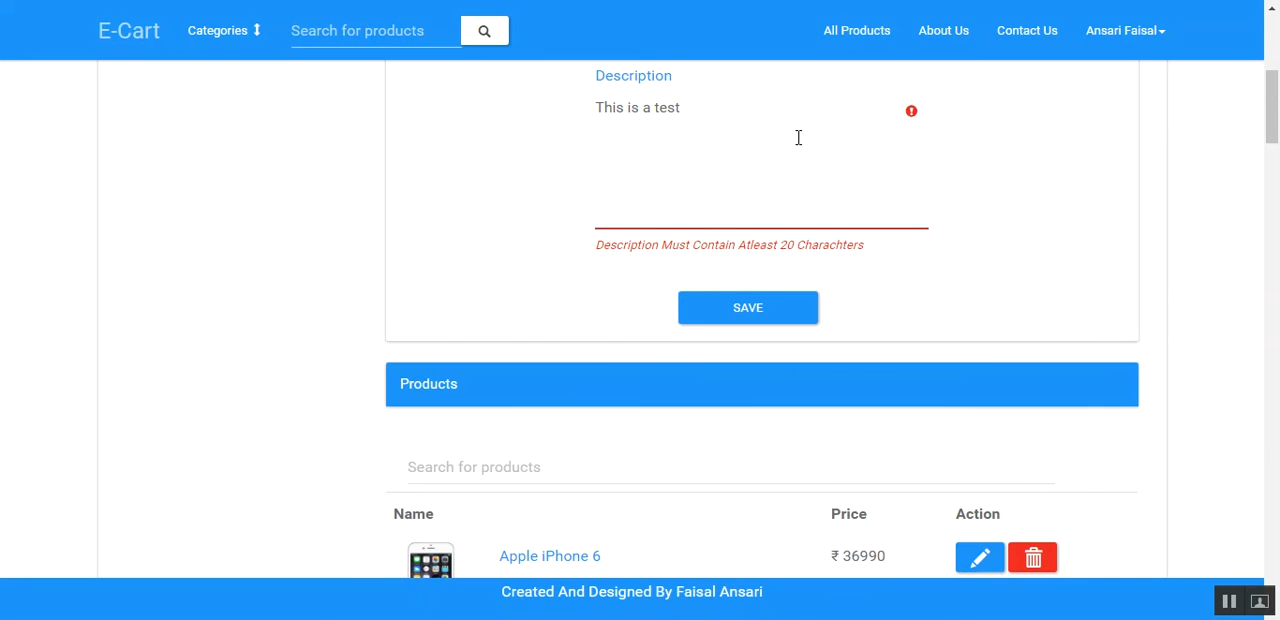 E-Cart Categories Search for products All Products About Us Contact Us Ansari Faisal
Description
This is a test
Description Must Contain Atleast 20 Charachters
SAVE
Products
Search for products
Name Price Action
Apple iPhone 6 ₹ 36990
Created And Designed By Faisal Ansari